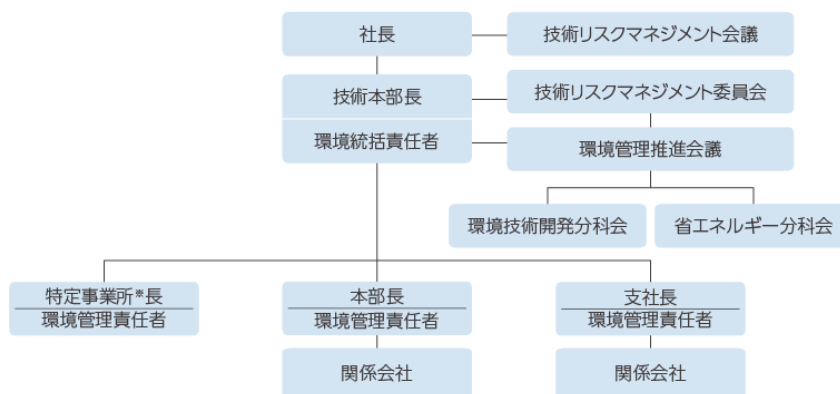 社長
技術リスクマネジメント会議
技術本部長
技術リスクマネジメント委員会
環境統括責任者
環境管理推進会議
環境技術開発分科会
省エネルギー分科会
特定事業所※長
環境管理責任者
本部長
環境管理責任者
支社長
環境管理責任者
関係会社
関係会社